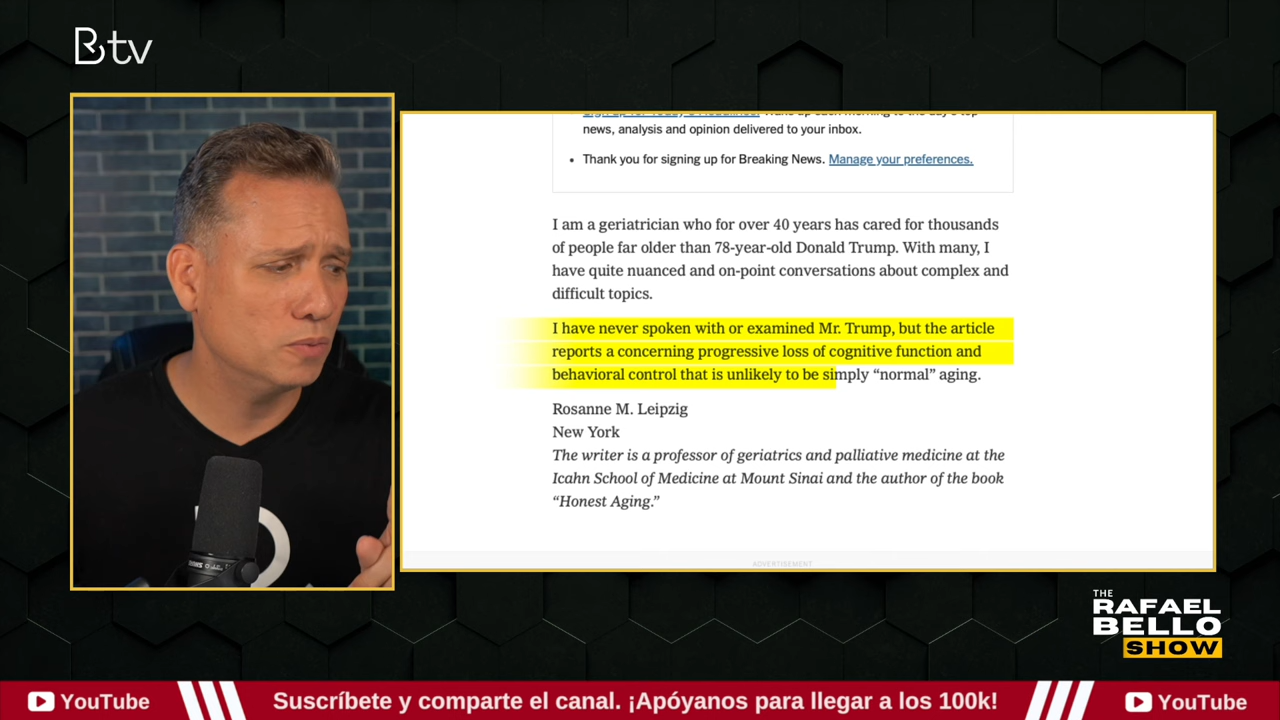 Btv
news, analysis and opinion delivered to your inbox.
• Thank you for signing up for Breaking News. Manage your preferences.
I am a geriatrician who for over 40 years has cared for thousands
of people far older than 78-year-old Donald Trump. With many, I
have quite nuanced and on-point conversations about complex and
difficult topics.
I have never spoken with or examined Mr. Trump, but the article
reports a concerning progressive loss of cognitive function and
behavioral control that is unlikely to be simply “normal” aging.
Rosanne M. Leipzig
New York
The writer is a professor of geriatrics and palliative medicine at the
Icahn School of Medicine at Mount Sinai and the author of the book
“Honest Aging.”
ADVERTISEMENT
THE
RAFAEL
BELLO
SHOW
YouTube
Suscríbete y comparte el canal. ¡Apóyanos para llegar a los 100k!
YouTube